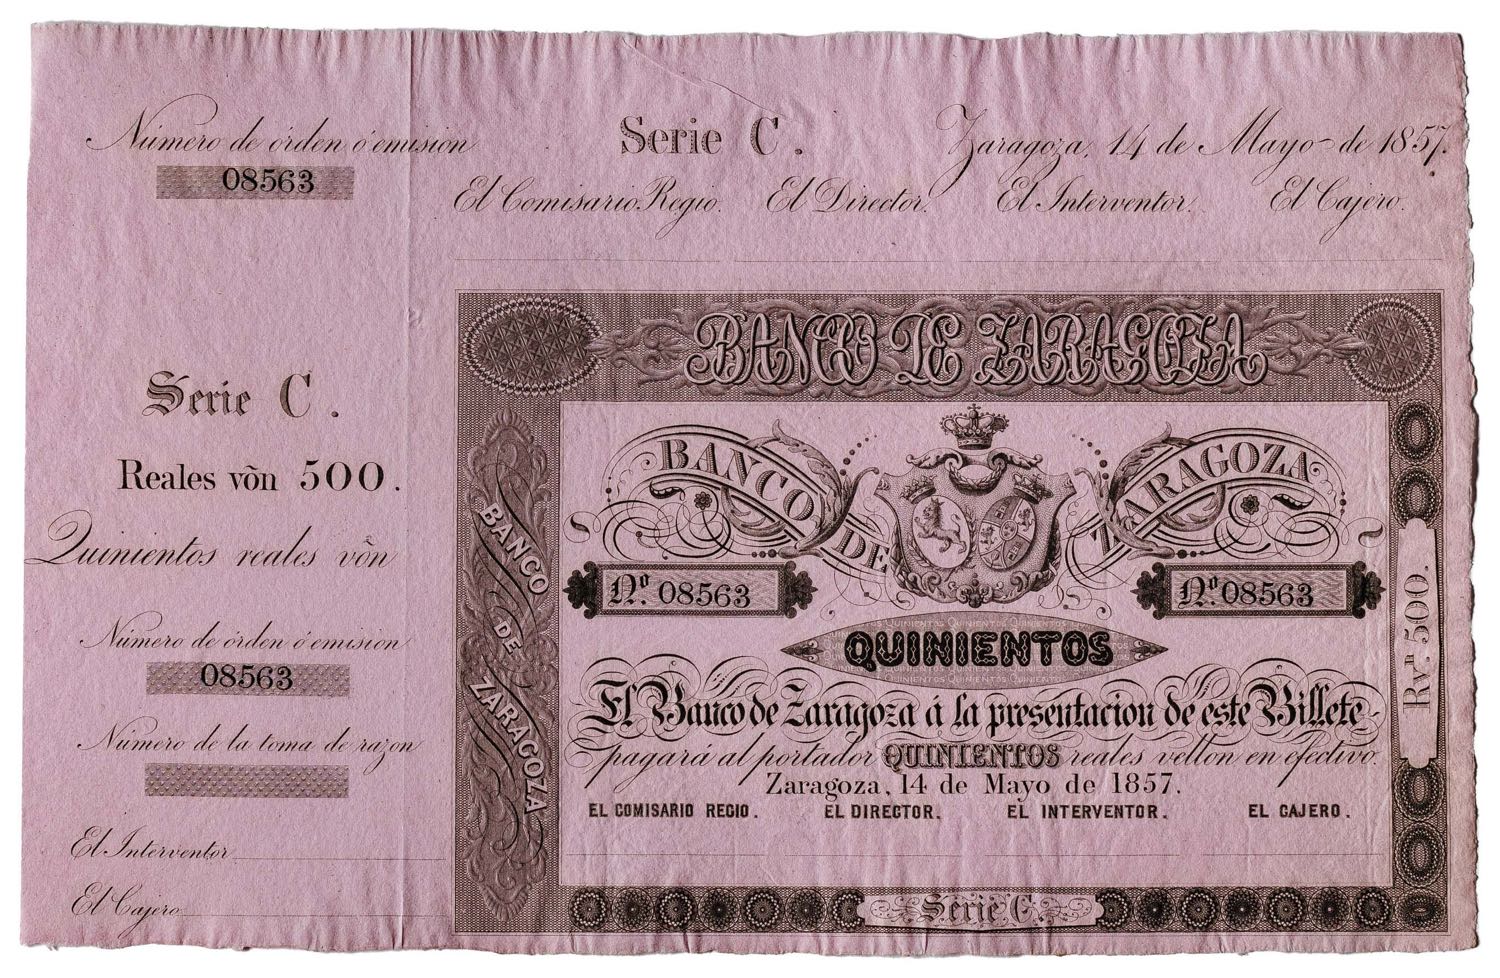 Número de órden ó emision
08563
Serie C.
Reales võn 500.
Quinientos reales võn
Número de órden ó emision
08563
Número de la toma de razon
El Interventor
El Cajero
Serie C.
Zaragoza, 14 de Mayo de 1857.
El Comisario Regio. El Director. El Interventor. El Cajero.
BANCO DE ZARAGOZA
BANCO DE ZARAGOZA
BANCO DE ZARAGOZA
Nº. 08563
Nº. 08563
QUINIENTOS
El Banco de Zaragoza á la presentacion de este Billete
pagará al portador QUINIENTOS reales vellon en efectivo.
Zaragoza, 14 de Mayo de 1857.
EL COMISARIO REGIO. EL DIRECTOR. EL INTERVENTOR. EL CAJERO.
Rvˢ. 500.
Serie C.